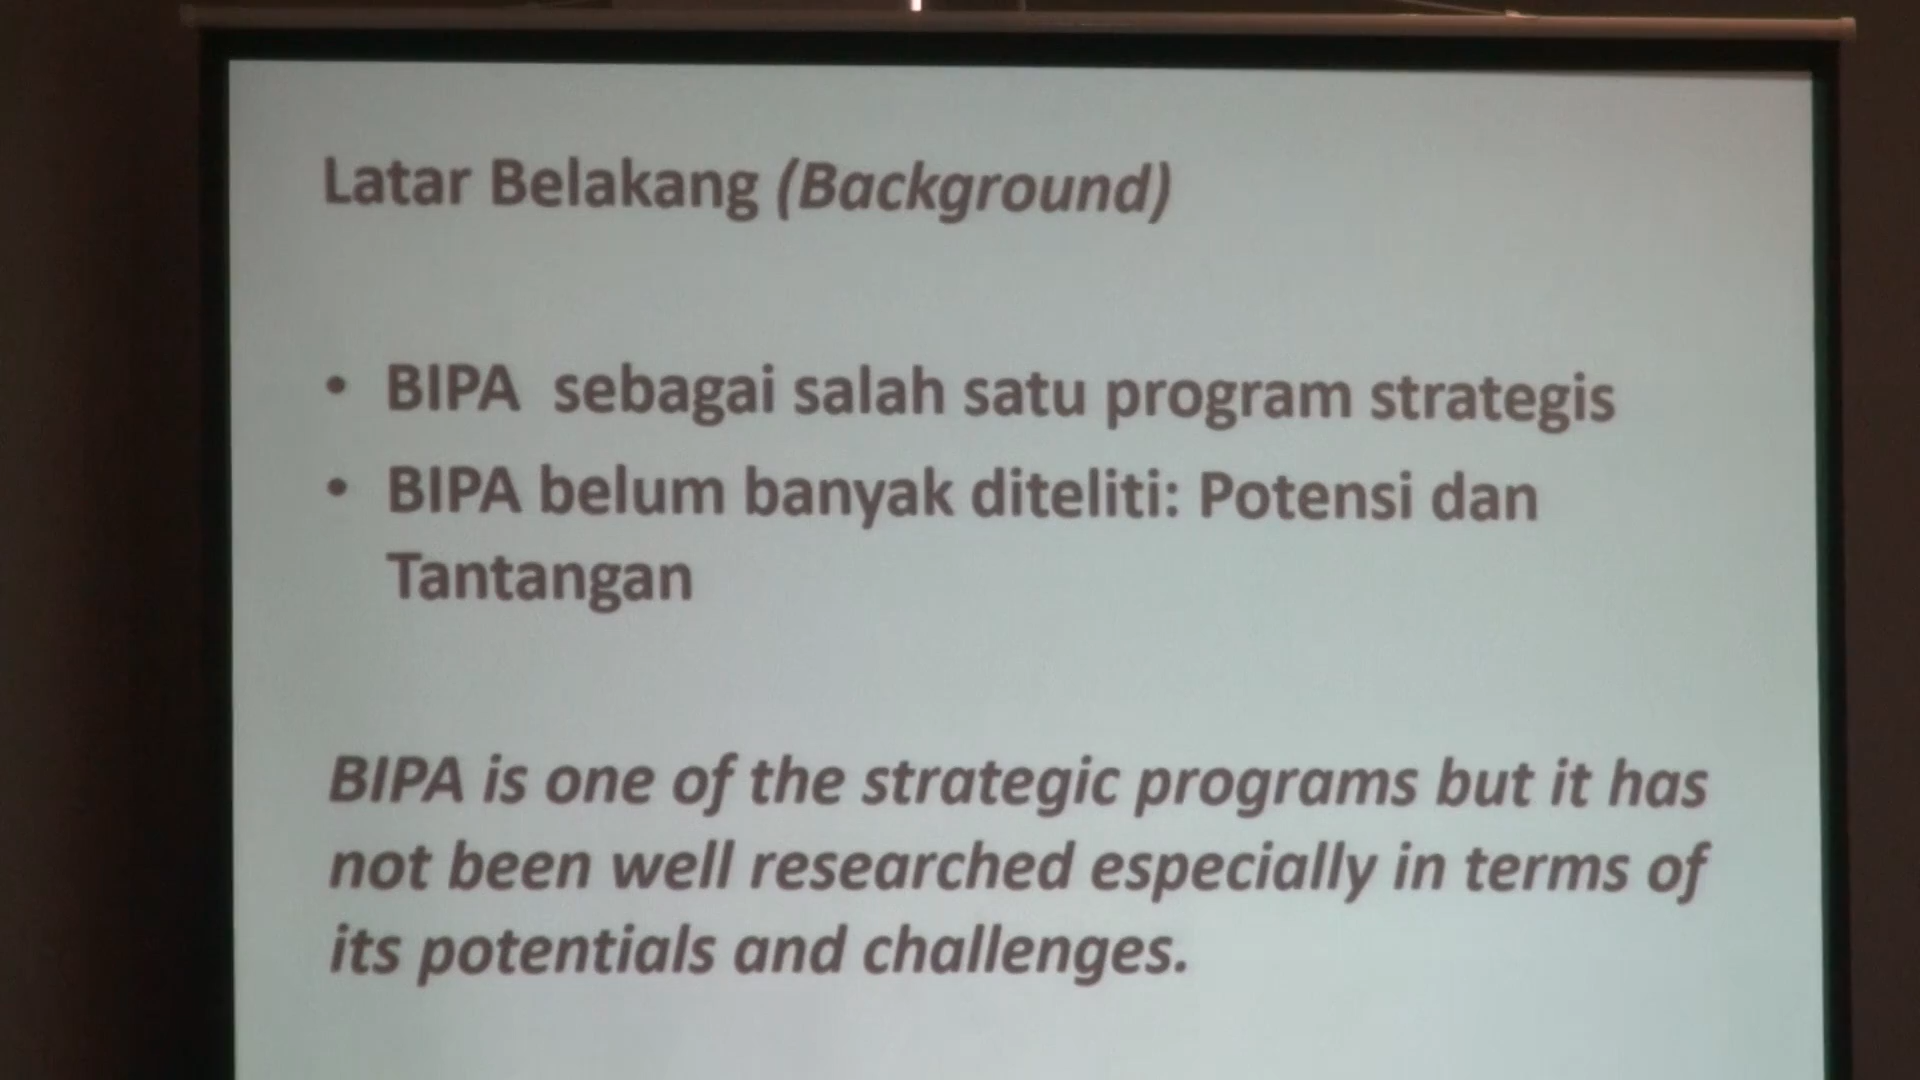 Latar Belakang (Background)
• BIPA sebagai salah satu program strategis
• BIPA belum banyak diteliti: Potensi dan
Tantangan
BIPA is one of the strategic programs but it has
not been well researched especially in terms of
its potentials and challenges.